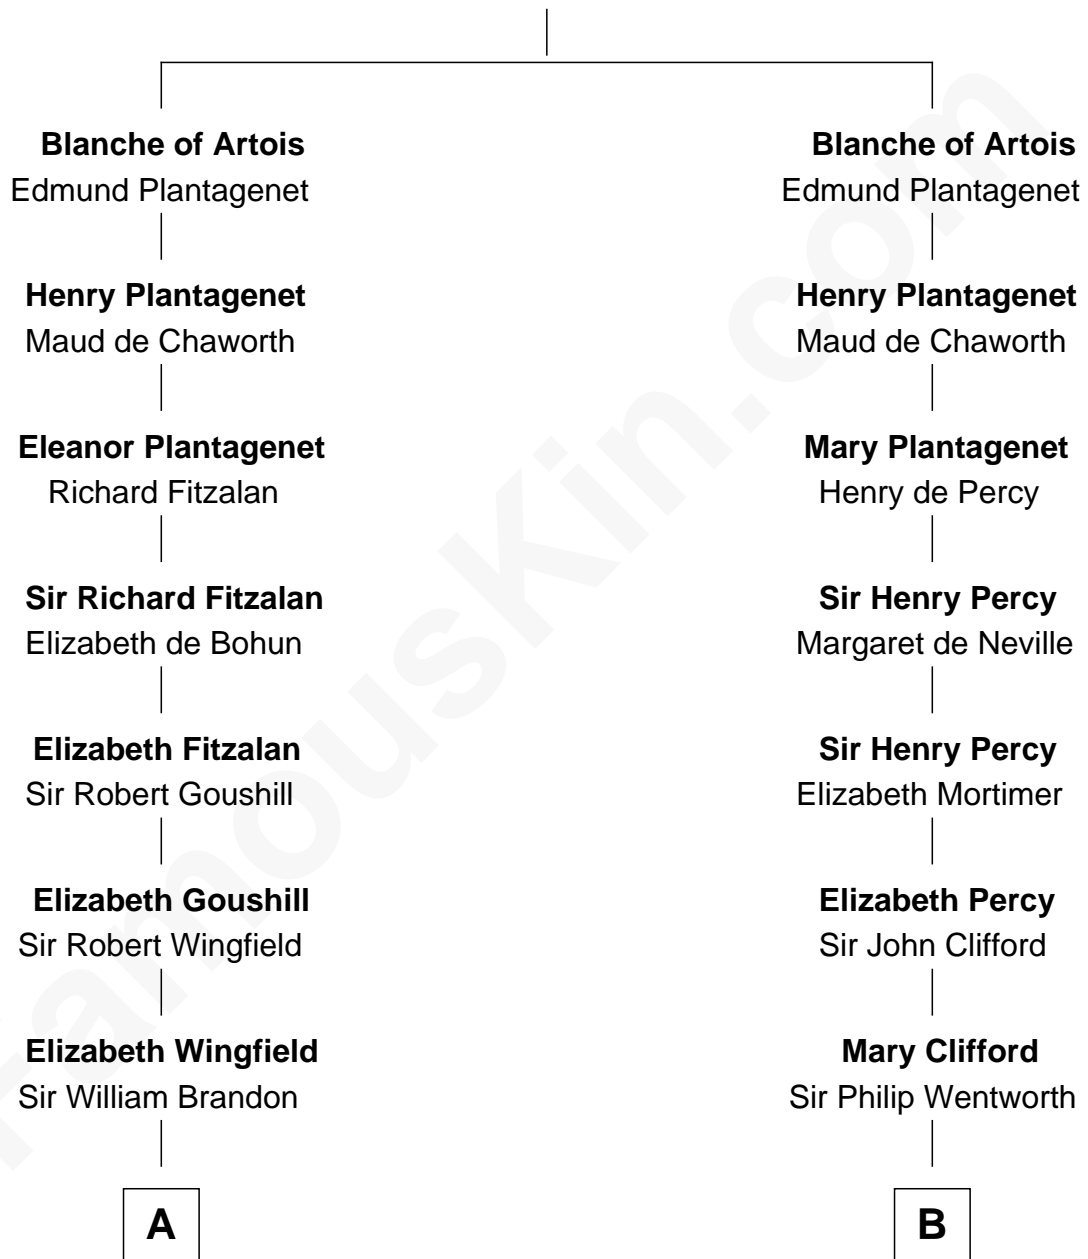 Blanche of Artois
Edmund Plantagenet
Henry Plantagenet
Maud de Chaworth
Eleanor Plantagenet
Richard Fitzalan
Sir Richard Fitzalan
Elizabeth de Bohun
Elizabeth Fitzalan
Sir Robert Goushill
Elizabeth Goushill
Sir Robert Wingfield
Elizabeth Wingfield
Sir William Brandon
A
Blanche of Artois
Edmund Plantagenet
Henry Plantagenet
Maud de Chaworth
Mary Plantagenet
Henry de Percy
Sir Henry Percy
Margaret de Neville
Sir Henry Percy
Elizabeth Mortimer
Elizabeth Percy
Sir John Clifford
Mary Clifford
Sir Philip Wentworth
B
FamousKin.com